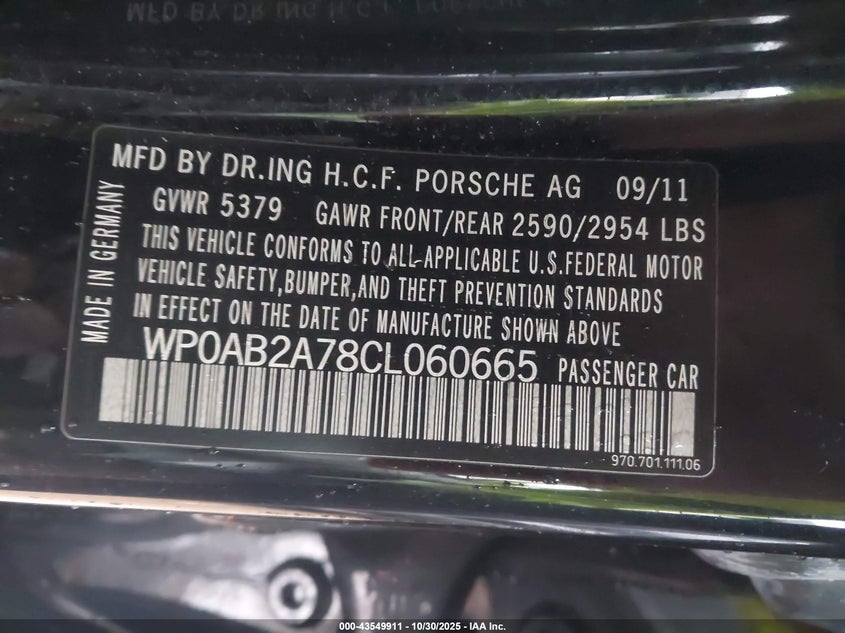 MFD BY DR.ING H.C.F. PORSCHE AG 09/11
GVWR 5379 GAWR FRONT/REAR 2590/2954 LBS
THIS VEHICLE CONFORMS TO ALL APPLICABLE U.S.FEDERAL MOTOR
VEHICLE SAFETY,BUMPER,AND THEFT PREVENTION STANDARDS
IN EFFECT ON THE DATE OF MANUFACTURE SHOWN ABOVE
WP0AB2A78CL060665 PASSENGER CAR
970.701.111.06
MADE IN GERMANY
000-43549911 - 10/30/2025 - IAA Inc.